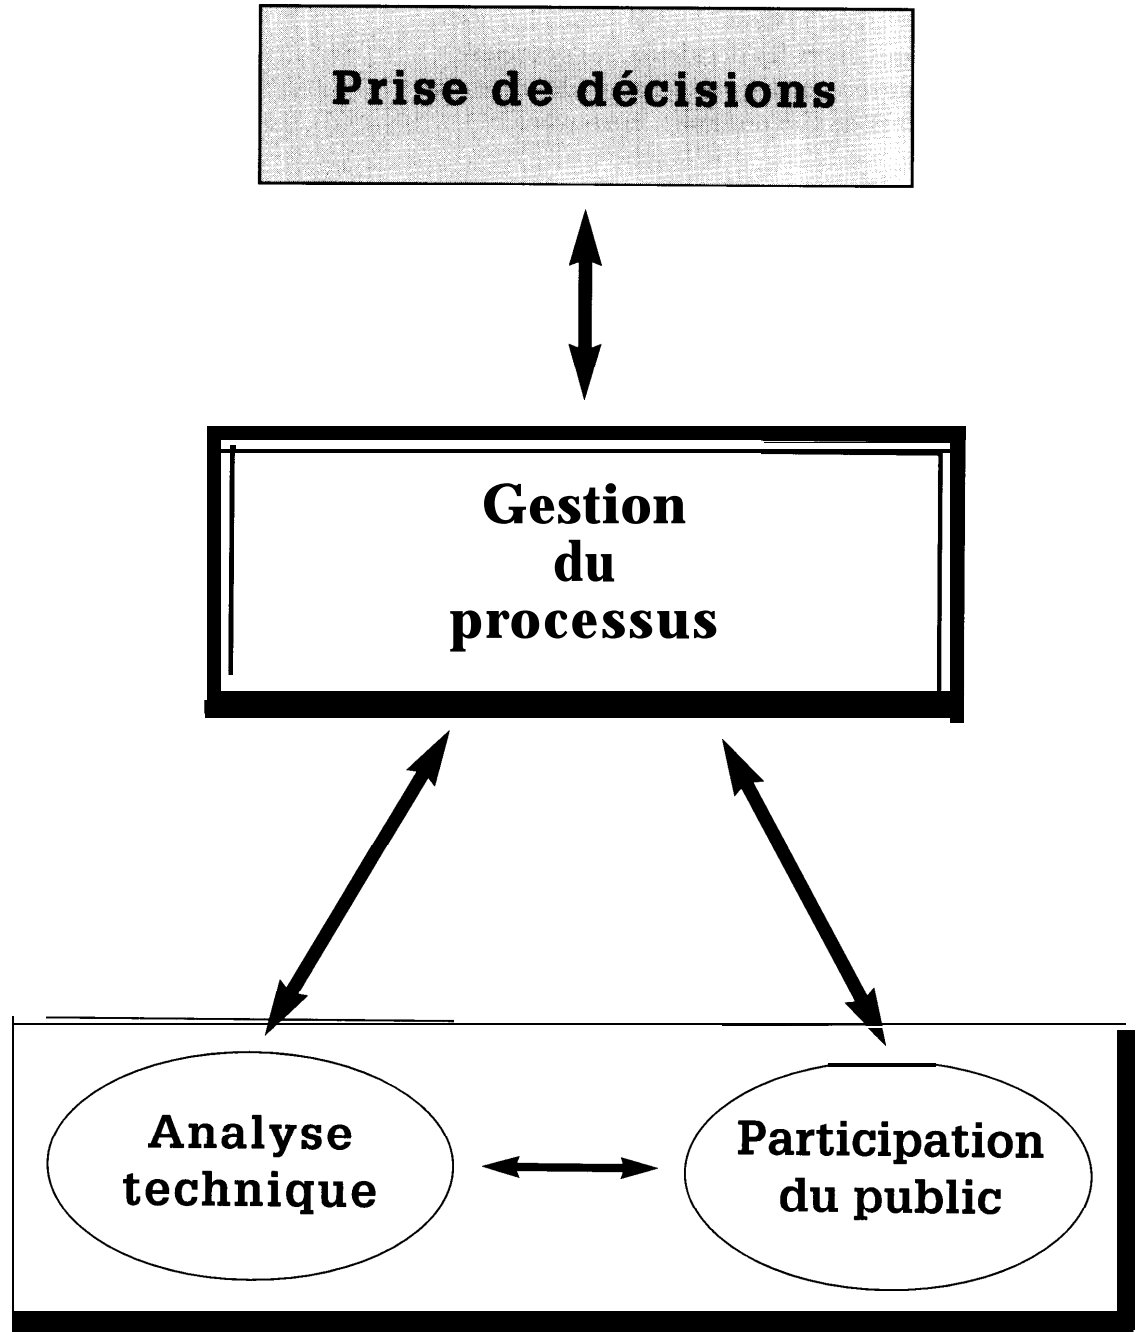 Prise de décisions
Gestion
du
processus
Analyse
technique
Participation
du public